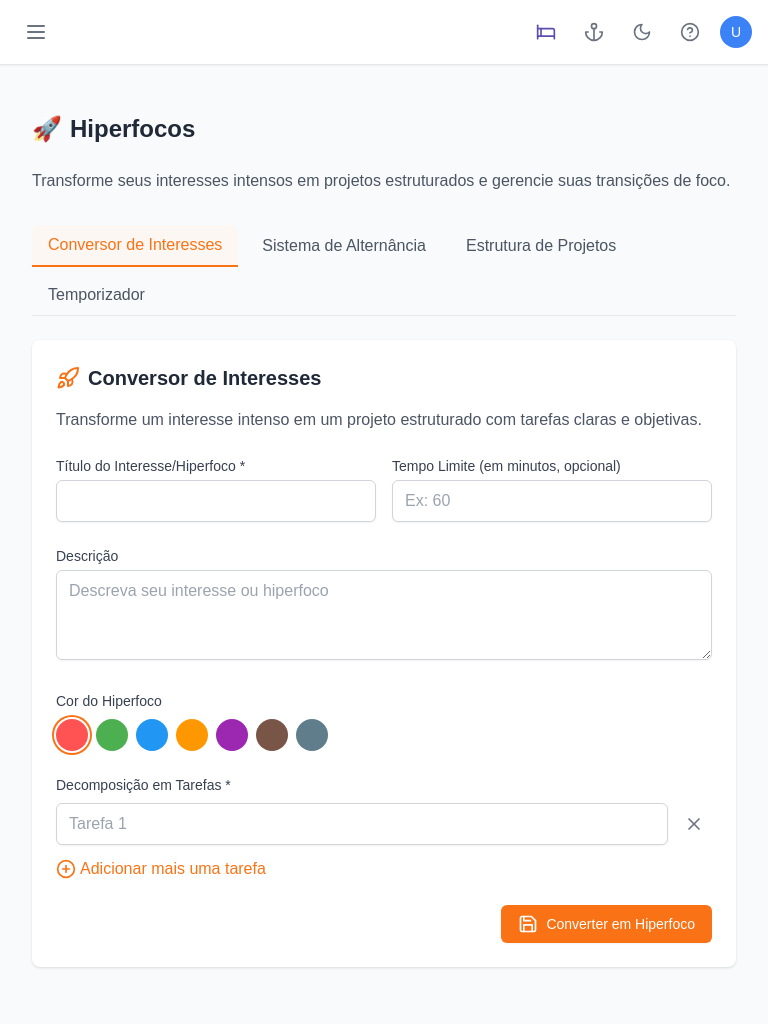 U
🚀 Hiperfocos
Transforme seus interesses intensos em projetos estruturados e gerencie suas transições de foco.
Conversor de Interesses
Sistema de Alternância
Estrutura de Projetos
Temporizador
Conversor de Interesses
Transforme um interesse intenso em um projeto estruturado com tarefas claras e objetivas.
Título do Interesse/Hiperfoco *
Tempo Limite (em minutos, opcional)
Ex: 60
Descrição
Descreva seu interesse ou hiperfoco
Cor do Hiperfoco
Decomposição em Tarefas *
Tarefa 1
Adicionar mais uma tarefa
Converter em Hiperfoco